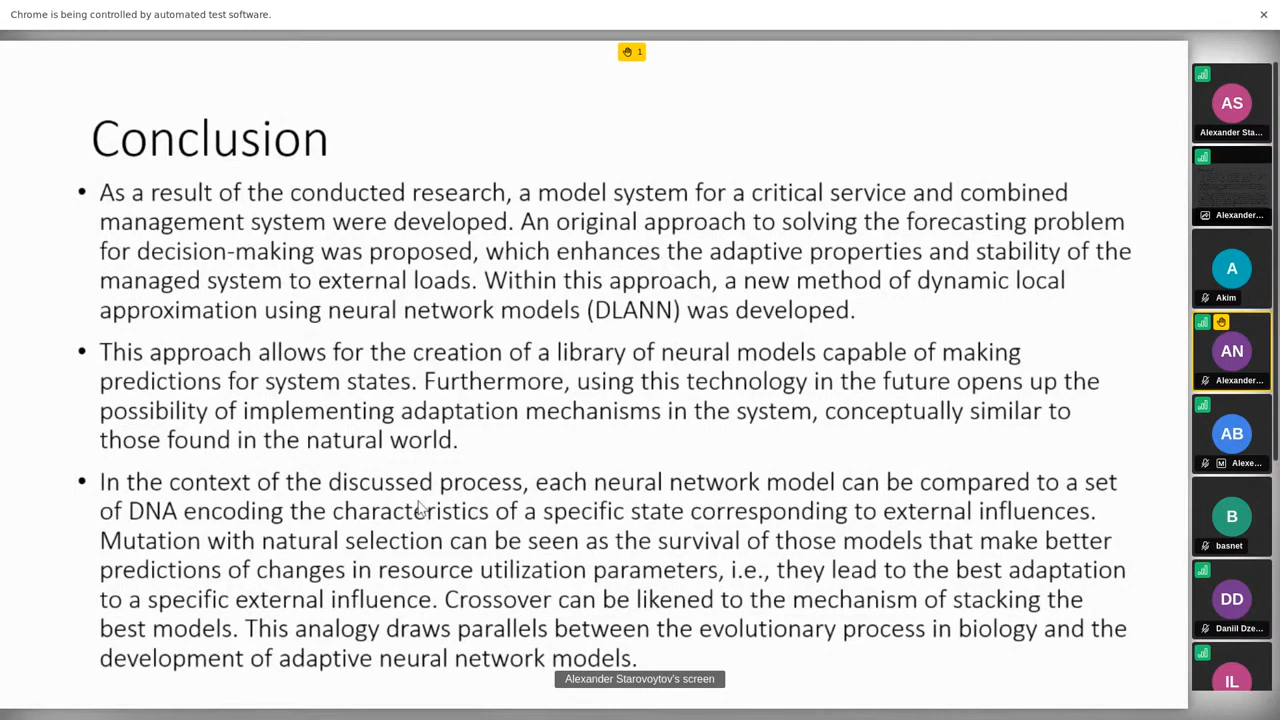 Chrome is being controlled by automated test software.
1
Conclusion
• As a result of the conducted research, a model system for a critical service and combined
management system were developed. An original approach to solving the forecasting problem
for decision-making was proposed, which enhances the adaptive properties and stability of the
managed system to external loads. Within this approach, a new method of dynamic local
approximation using neural network models (DLANN) was developed.
• This approach allows for the creation of a library of neural models capable of making
predictions for system states. Furthermore, using this technology in the future opens up the
possibility of implementing adaptation mechanisms in the system, conceptually similar to
those found in the natural world.
• In the context of the discussed process, each neural network model can be compared to a set
of DNA encoding the characteristics of a specific state corresponding to external influences.
Mutation with natural selection can be seen as the survival of those models that make better
predictions of changes in resource utilization parameters, i.e., they lead to the best adaptation
to a specific external influence. Crossover can be likened to the mechanism of stacking the
best models. This analogy draws parallels between the evolutionary process in biology and the
development of adaptive neural network models.
Alexander Starovoytov's screen
AS
Alexander Sta...
Alexander...
A
Akim
AN
Alexander...
AB
M
Alexe...
B
basnet
DD
Daniil Dze...
IL